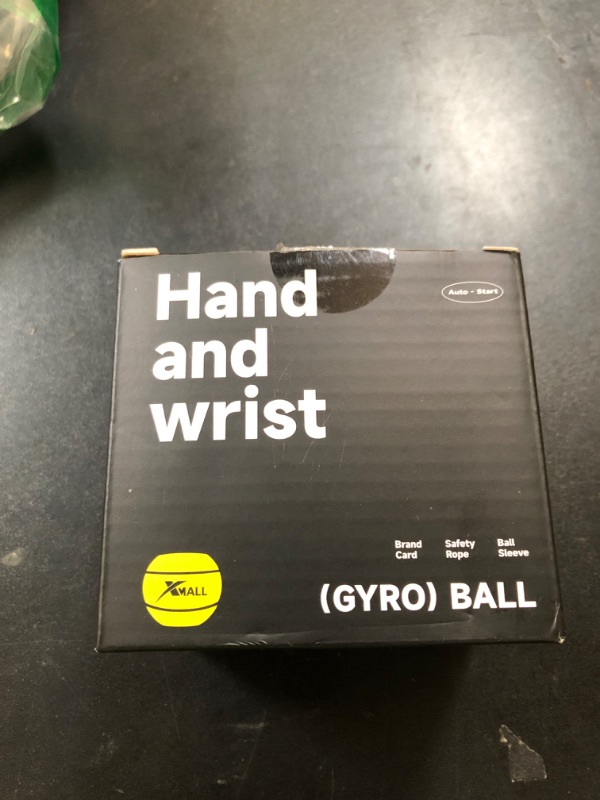 Hand
and
wrist
Auto - Start
Brand Card
Safety Rope
Ball Sleeve
XMALL
(GYRO) BALL